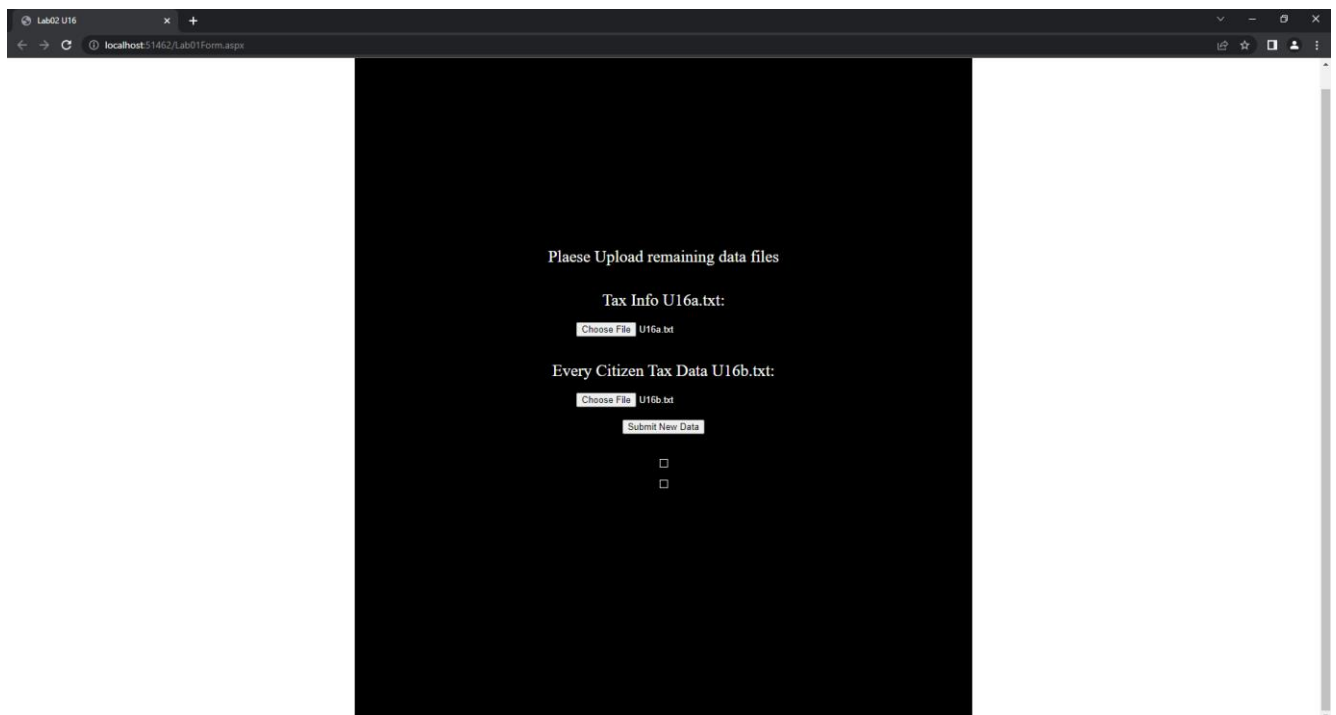 Lab02 U16
localhost:51462/Lab01Form.aspx
Plaese Upload remaining data files
Tax Info U16a.txt:
Choose File U16a.txt
Every Citizen Tax Data U16b.txt:
Choose File U16b.txt
Submit New Data